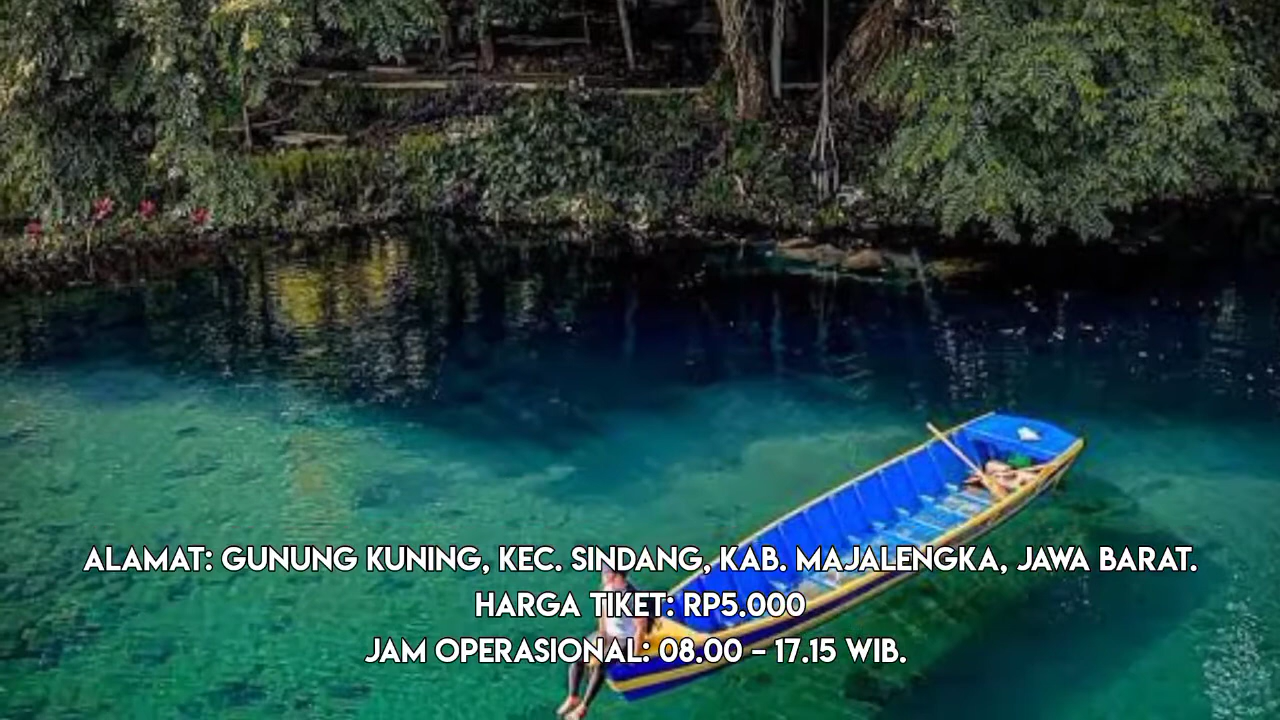 ALAMAT: GUNUNG KUNING, KEC. SINDANG, KAB. MAJALENGKA, JAWA BARAT.
HARGA TIKET: RP5.000
JAM OPERASIONAL: 08.00 – 17.15 WIB.